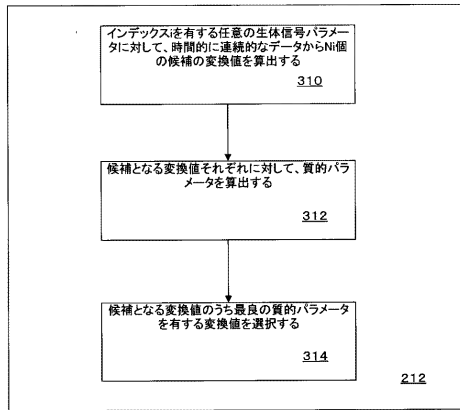 インデックスiを有する任意の生体信号パラメー
タに対して、時間的に連続的なデータからNi個
の候補の変換値を算出する
310
候補となる変換値それぞれに対して、質的パラ
メータを算出する
312
候補となる変換値のうち最良の質的パラメータ
を有する変換値を選択する
314
212